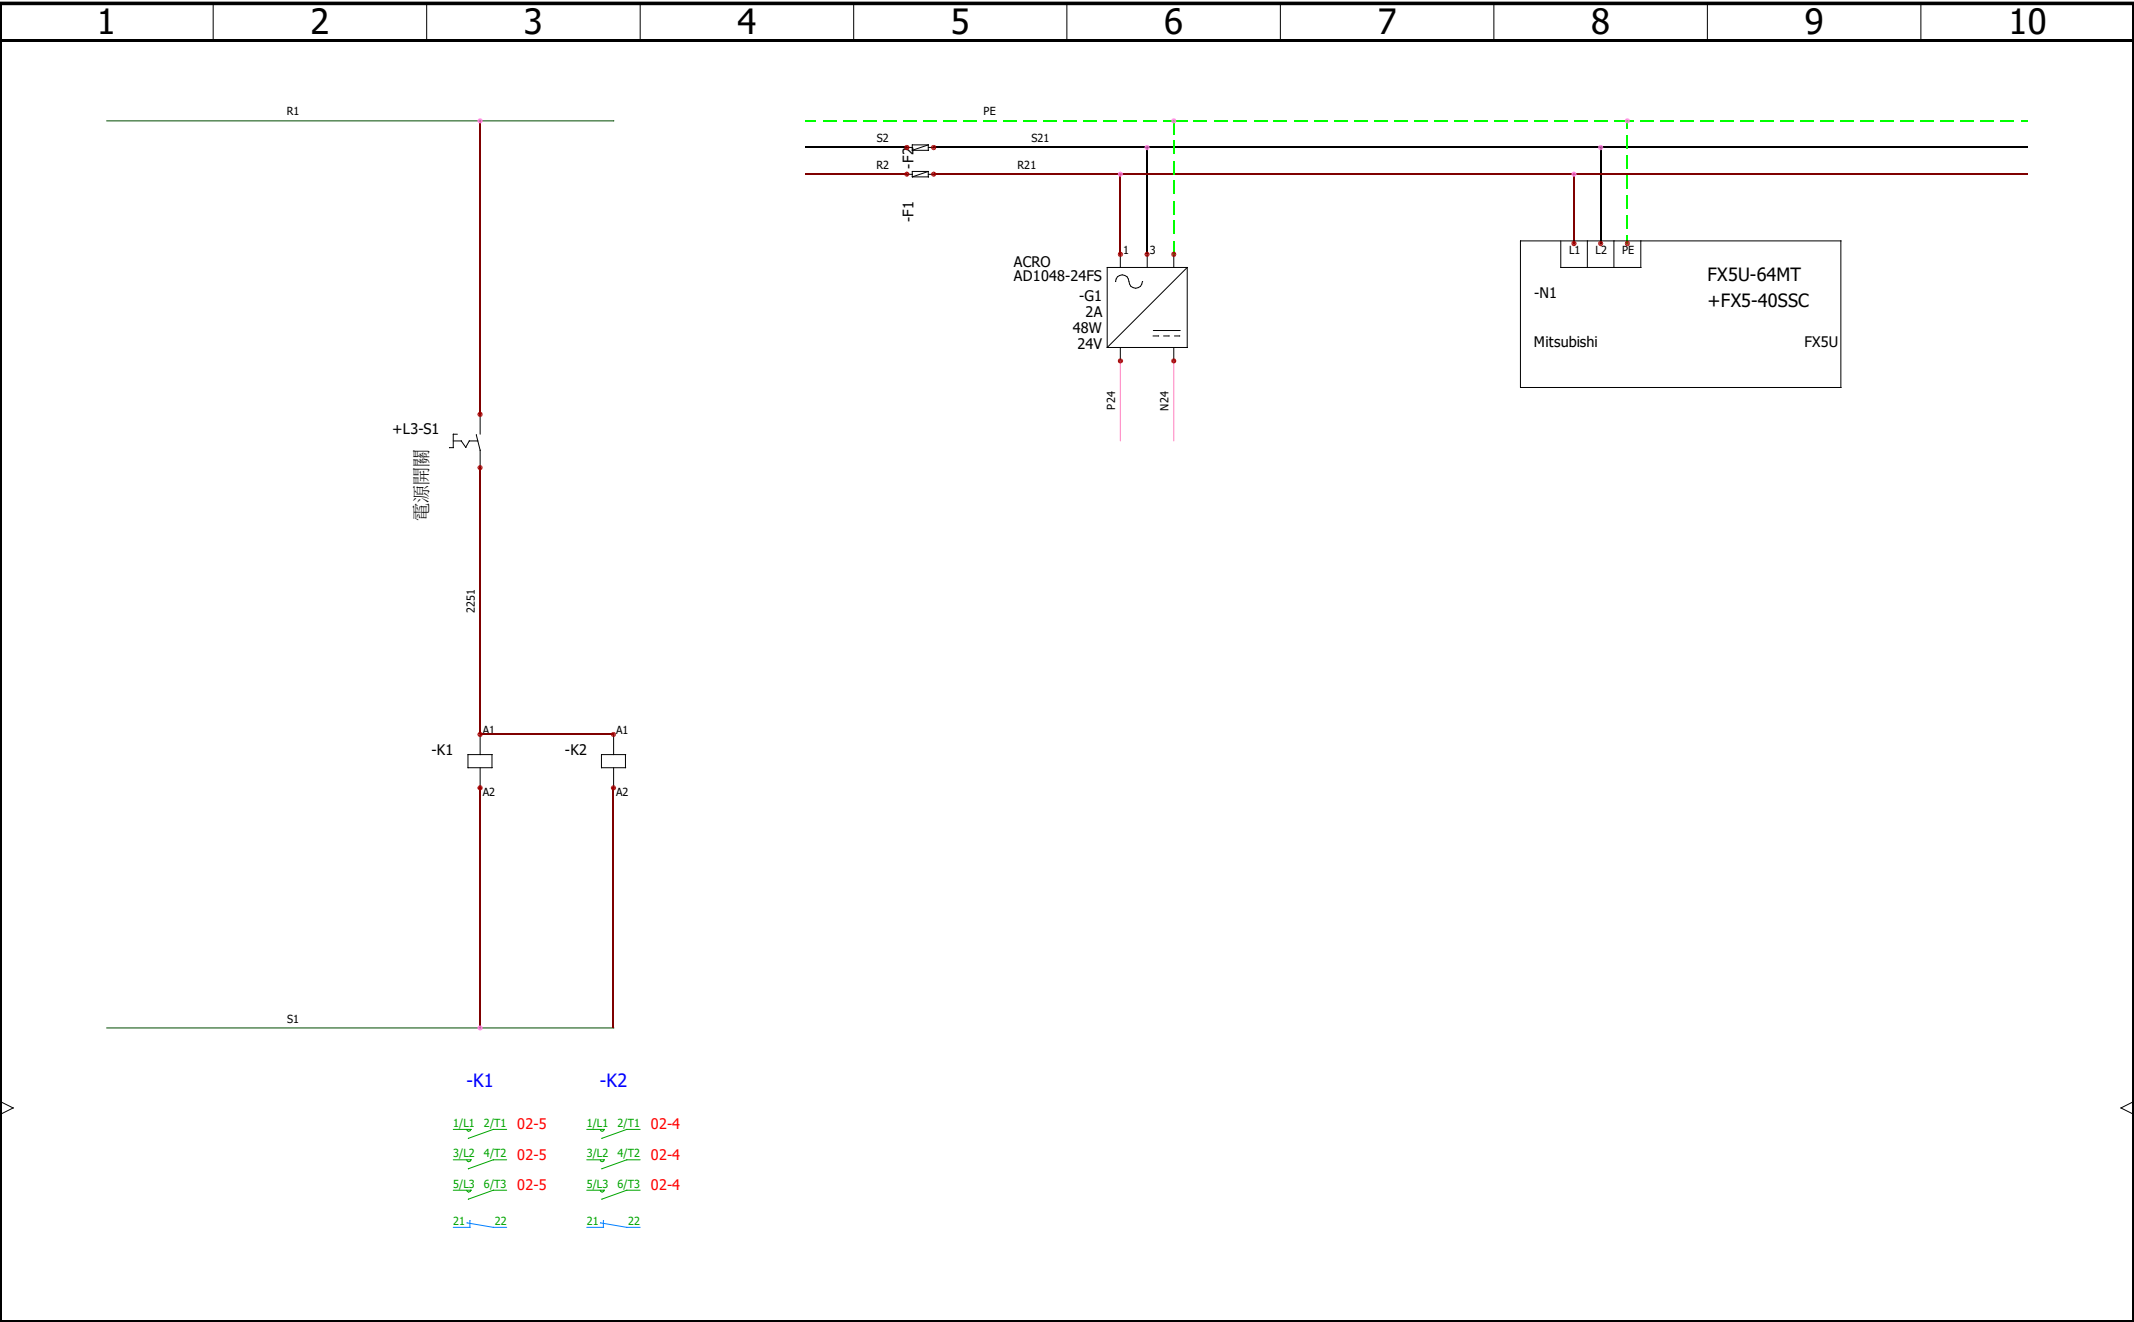 1 2 3 4 5 6 7 8 9 10
R1
PE
S2
S21
-F2
R2
R21
-F1
1 3
ACRO
AD1048-24FS
-G1
2A
48W
24V
P24
N24
L1 L2 PE
FX5U-64MT
-N1
+FX5-40SSC
Mitsubishi
FX5U
+L3-S1
電源開關
2251
A1
A1
-K1
-K2
A2
A2
S1
-K1
-K2
1/L1 2/T1 02-5
3/L2 4/T2 02-5
5/L3 6/T3 02-5
21 22
1/L1 2/T1 02-4
3/L2 4/T2 02-4
5/L3 6/T3 02-4
21 22